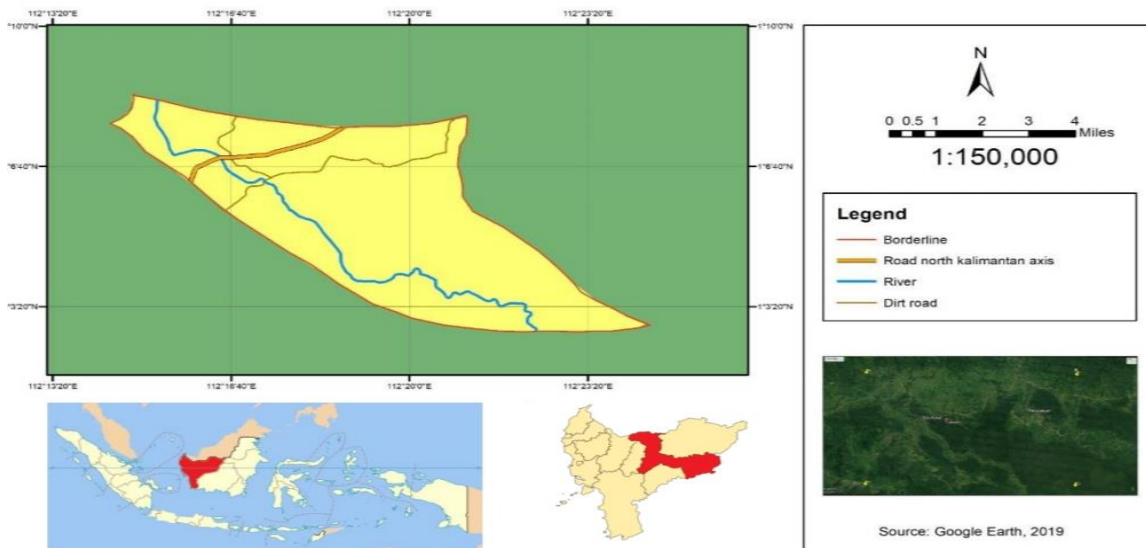 112°13'20"E 112°16'40"E 112°20'0"E 112°23'20"E
°10'0"N 1°10'0"N
°6'40"N 1°6'40"N
°3'20"N 1°3'20"N
112°13'20"E 112°16'40"E 112°20'0"E 112°23'20"E
N
0 0.5 1 2 3 4
Miles
1:150,000
Legend
Borderline
Road north kalimantan axis
River
Dirt road
Source: Google Earth, 2019